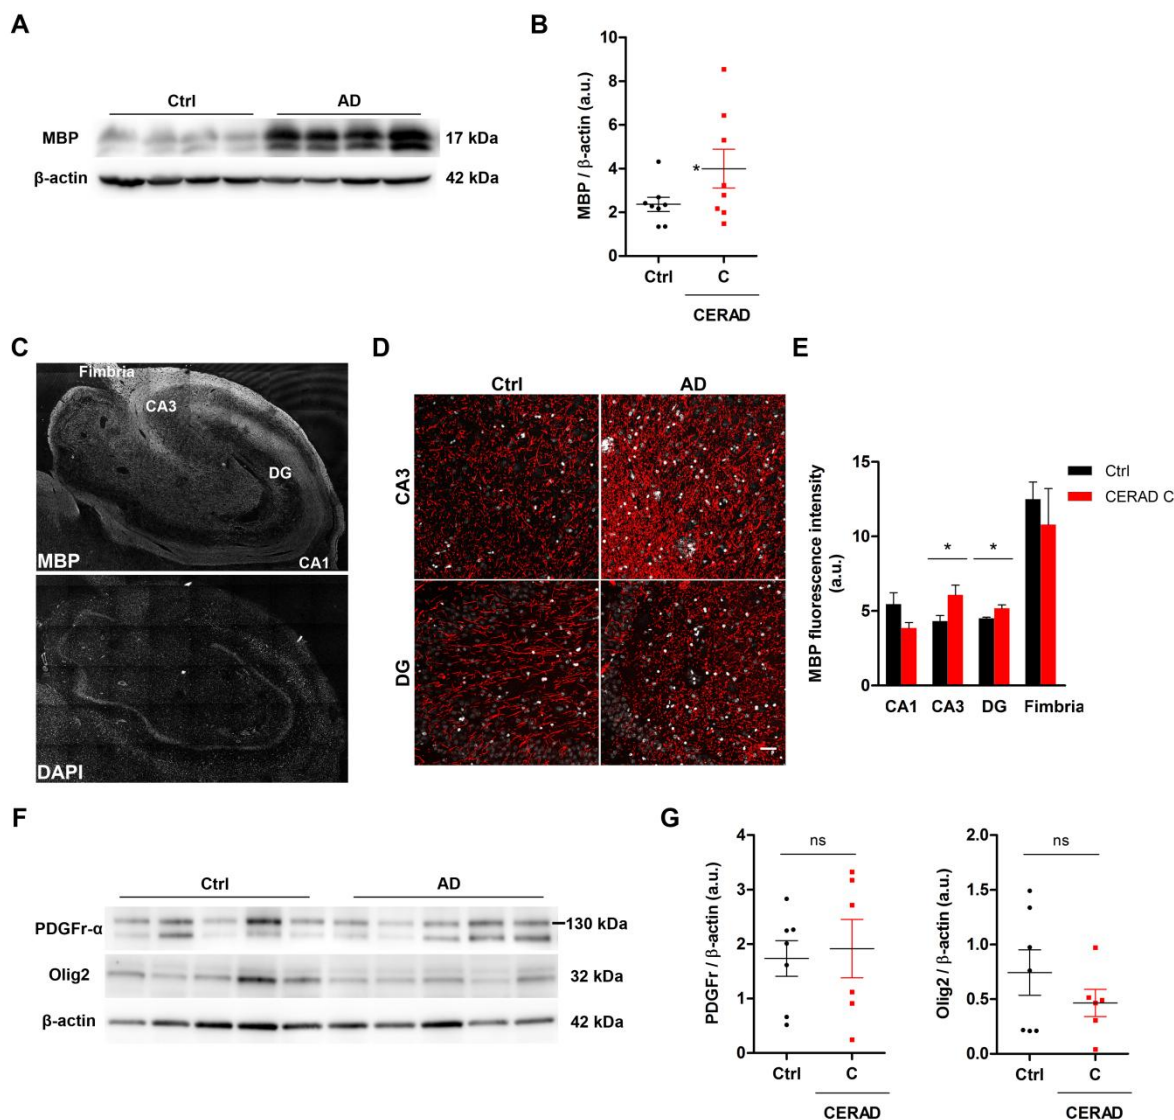 A
Ctrl AD
MBP 17 kDa
β-actin 42 kDa
B
MBP / β-actin (a.u.)
10
8
6
4
2
0
*
Ctrl C
CERAD
C
Fimbria
CA3
DG
CA1
MBP
DAPI
D
Ctrl AD
CA3
DG
E
MBP fluorescence intensity
(a.u.)
15
10
5
0
* *
CA1 CA3 DG Fimbria
Ctrl
CERAD C
F
Ctrl AD
PDGFr-α 130 kDa
Olig2 32 kDa
β-actin 42 kDa
G
PDGFr / β-actin (a.u.)
4
3
2
1
0
ns
Ctrl C
CERAD
Olig2 / β-actin (a.u.)
2.0
1.5
1.0
0.5
0.0
ns
Ctrl C
CERAD